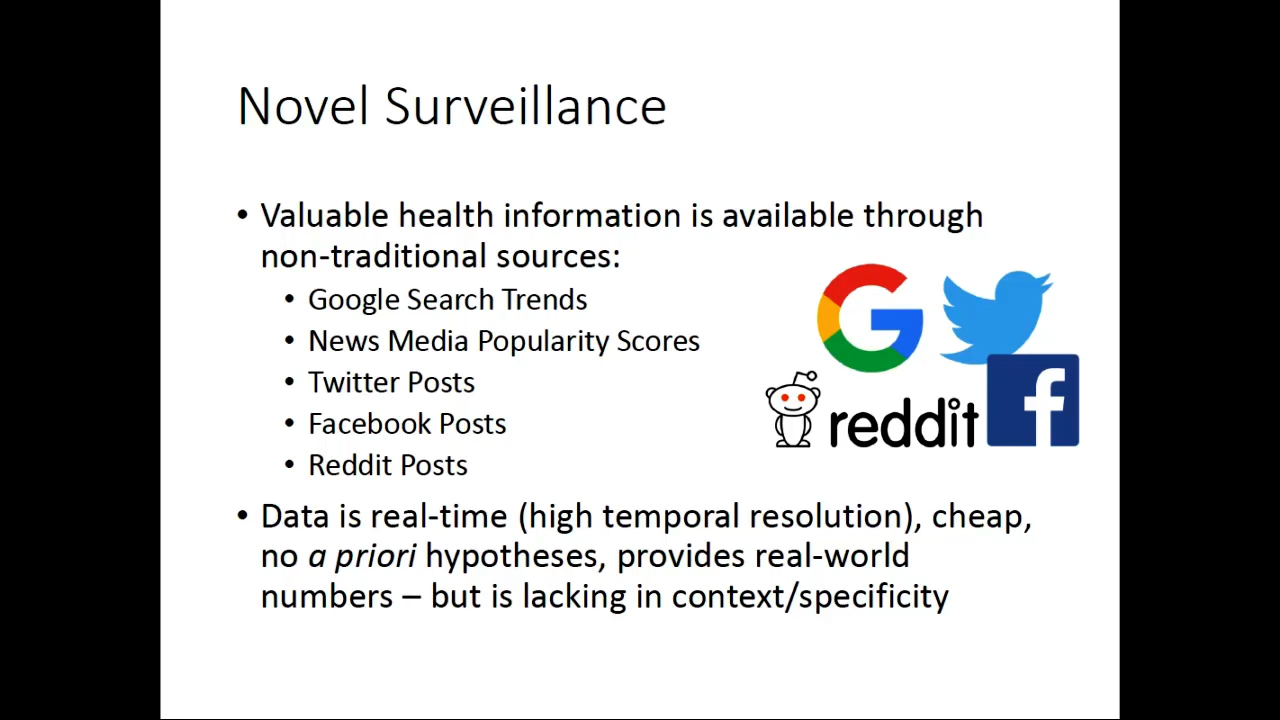 Novel Surveillance
• Valuable health information is available through
non-traditional sources:
• Google Search Trends
• News Media Popularity Scores
• Twitter Posts
• Facebook Posts
• Reddit Posts
reddit
• Data is real-time (high temporal resolution), cheap,
no a priori hypotheses, provides real-world
numbers – but is lacking in context/specificity